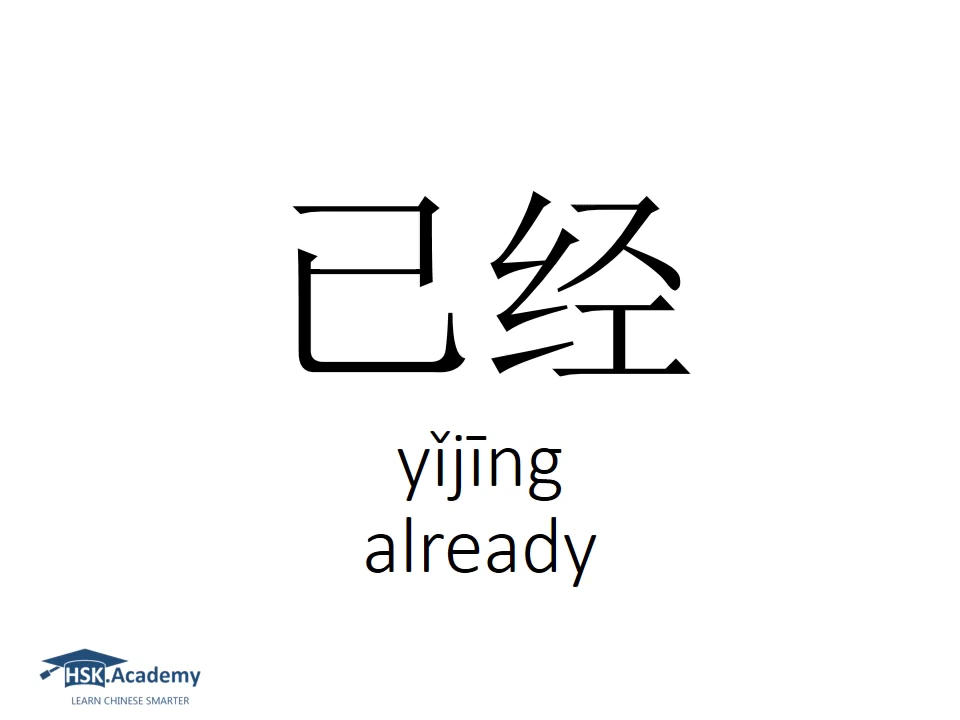 已经
yǐjīng
already
HSK.Academy
LEARN CHINESE SMARTER